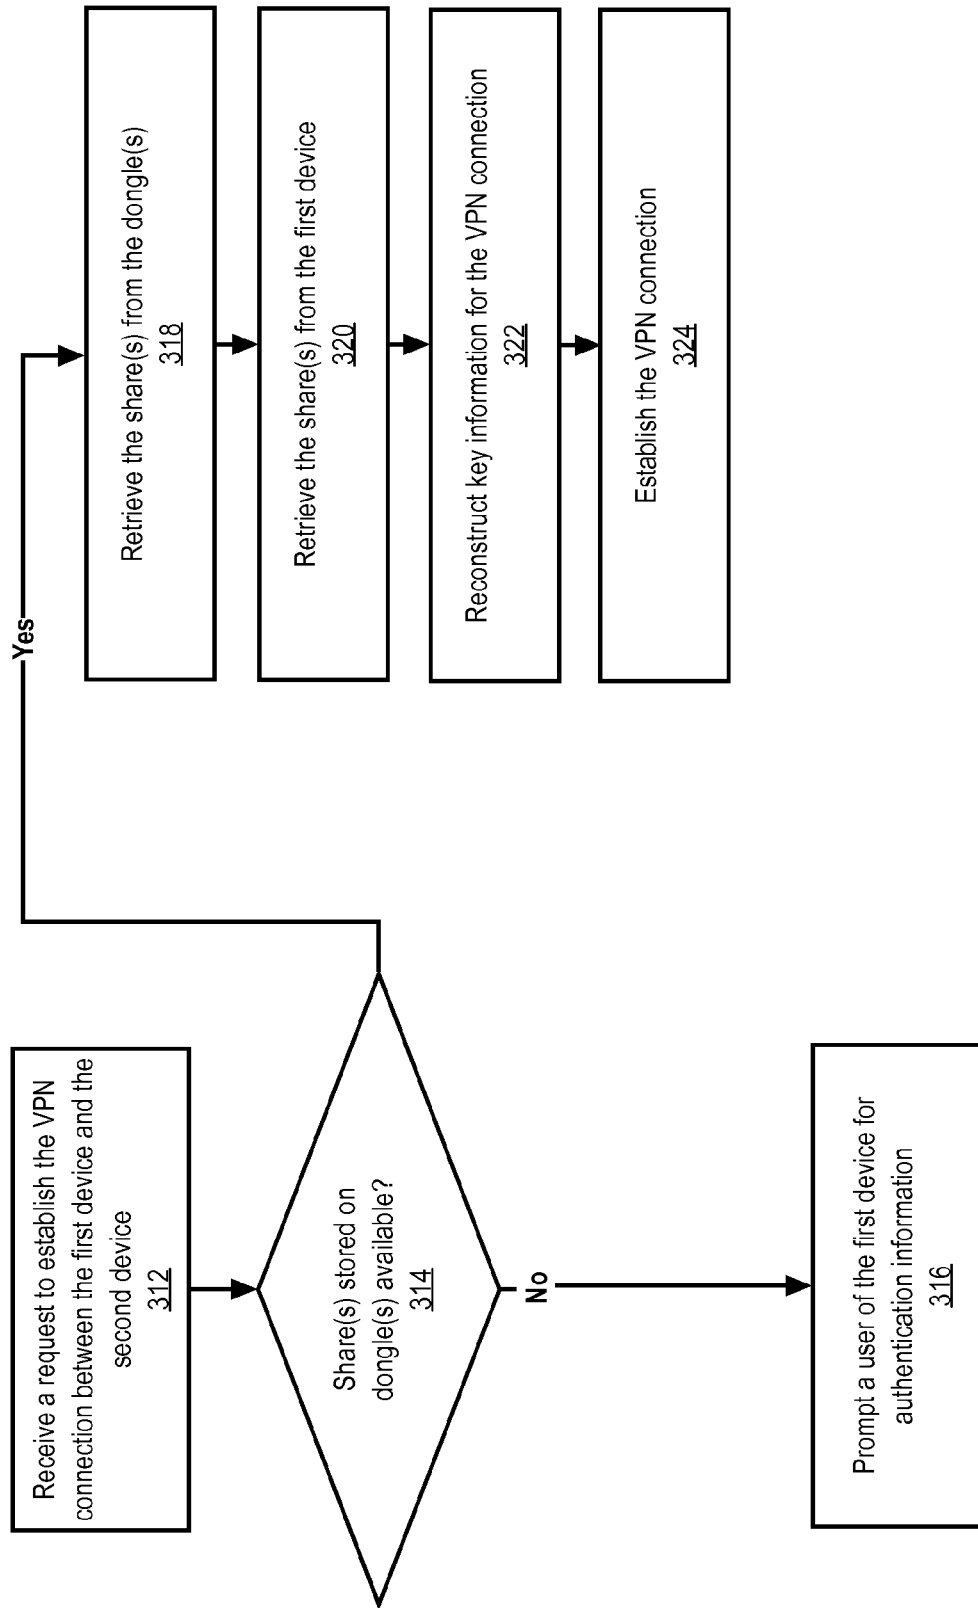 Receive a request to establish the VPN
connection between the first device and the
second device
312
Share(s) stored on
dongle(s) available?
314
No
Prompt a user of the first device for
authentication information
316
Yes
Retrieve the share(s) from the dongle(s)
318
Retrieve the share(s) from the first device
320
Reconstruct key information for the VPN connection
322
Establish the VPN connection
324